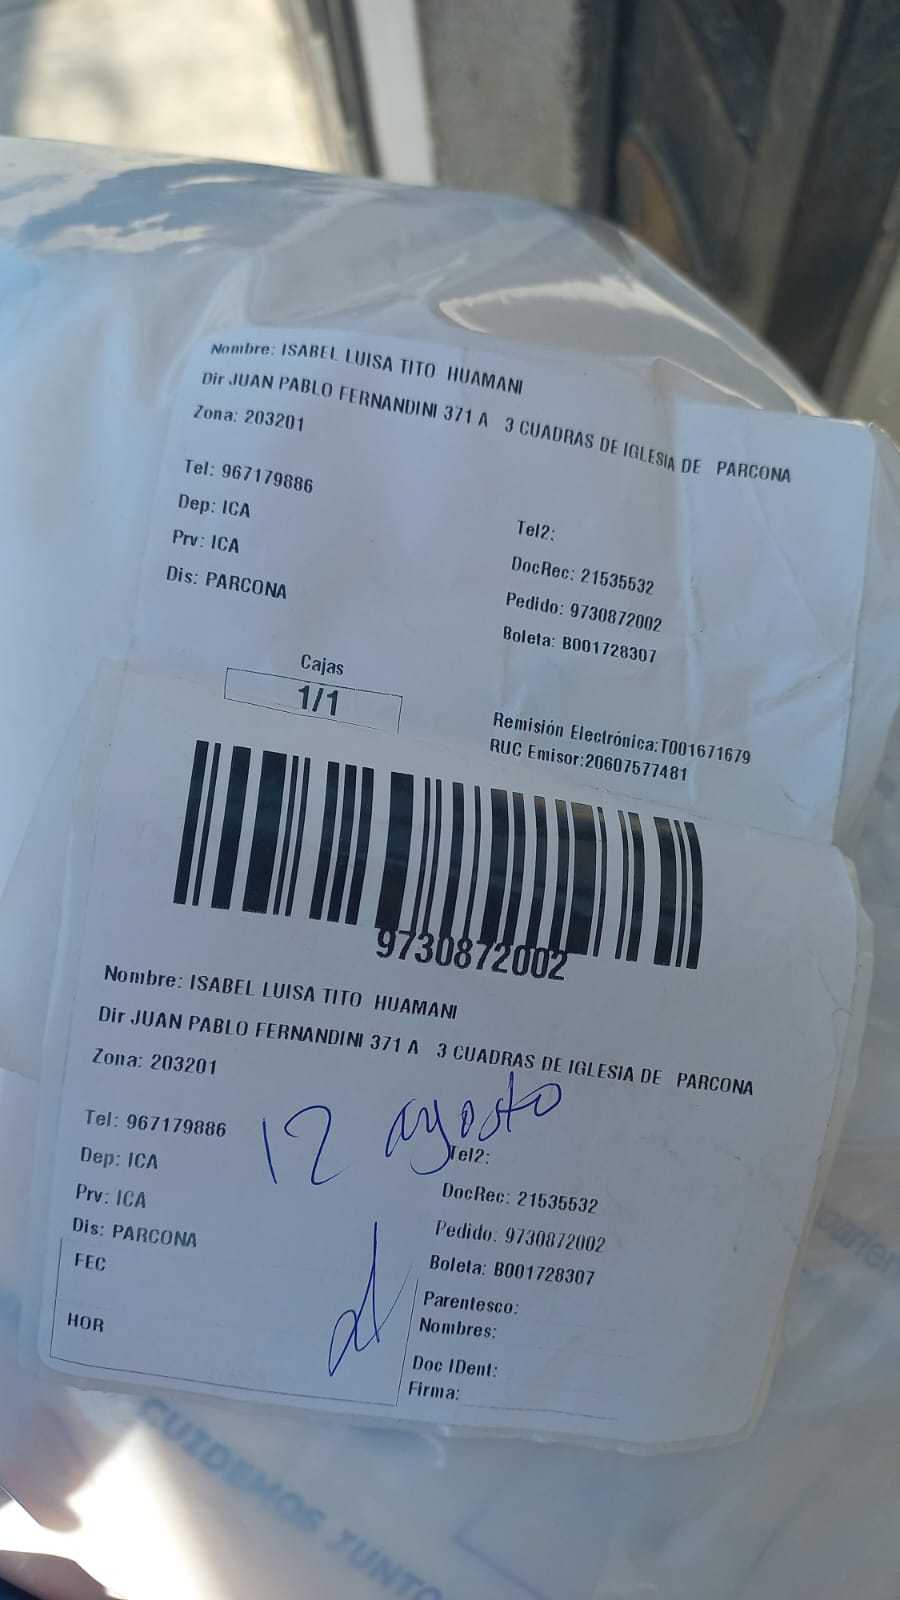 Nombre: ISABEL LUISA TITO HUAMANI
Dir JUAN PABLO FERNANDINI 371 A 3 CUADRAS DE IGLESIA DE PARCONA
Zona: 203201
Tel: 967179886
Tel2:
Dep: ICA
DocRec: 21535532
Prv: ICA
Pedido: 9730872002
Dis: PARCONA
Boleta: B001728307
Cajas
1/1
Remisión Electrónica:T001671679
RUC Emisor:20607577481
9730872002
Nombre: ISABEL LUISA TITO HUAMANI
Dir JUAN PABLO FERNANDINI 371 A 3 CUADRAS DE IGLESIA DE PARCONA
Zona: 203201
12 agosto
Tel: 967179886
Tel2:
Dep: ICA
DocRec: 21535532
Prv: ICA
Pedido: 9730872002
Dis: PARCONA
Boleta: B001728307
FEC
Parentesco:
Nombres:
HOR
Doc IDent:
Firma:
CUIDEMOS JUNTO